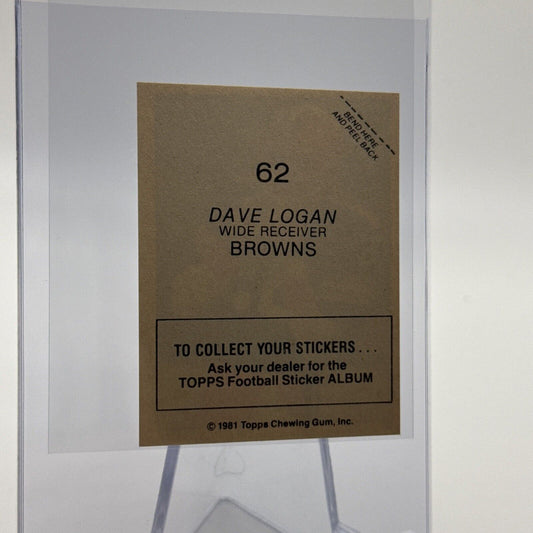 BEND HERE
AND PEEL BACK
62
DAVE LOGAN
WIDE RECEIVER
BROWNS
TO COLLECT YOUR STICKERS...
Ask your dealer for the
TOPPS Football Sticker ALBUM
© 1981 Topps Chewing Gum, Inc.